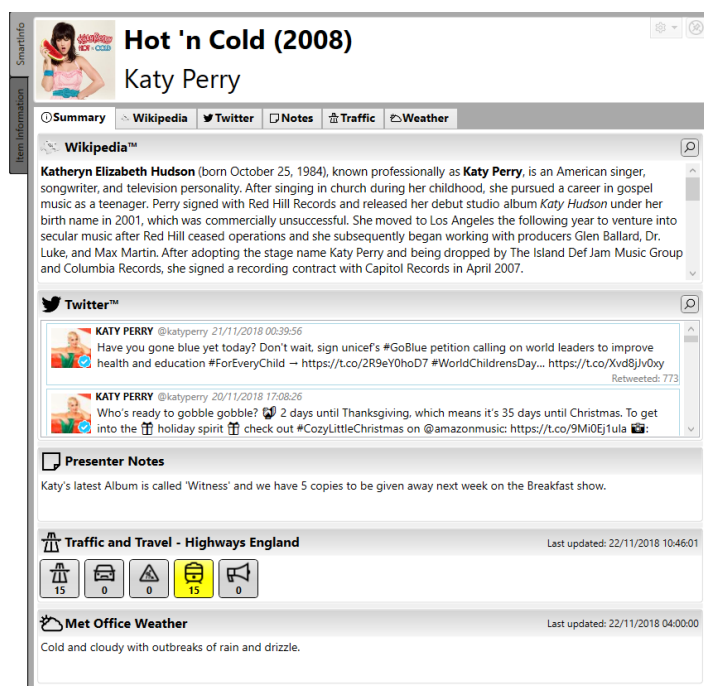 SmartInfo
Item Information
Hot 'n Cold (2008)
Katy Perry
Summary
Wikipedia
Twitter
Notes
Traffic
Weather
Wikipedia™
Katheryn Elizabeth Hudson (born October 25, 1984), known professionally as Katy Perry, is an American singer,
songwriter, and television personality. After singing in church during her childhood, she pursued a career in gospel
music as a teenager. Perry signed with Red Hill Records and released her debut studio album Katy Hudson under her
birth name in 2001, which was commercially unsuccessful. She moved to Los Angeles the following year to venture into
secular music after Red Hill ceased operations and she subsequently began working with producers Glen Ballard, Dr.
Luke, and Max Martin. After adopting the stage name Katy Perry and being dropped by The Island Def Jam Music Group
and Columbia Records, she signed a recording contract with Capitol Records in April 2007.
Twitter™
KATY PERRY @katyperry 21/11/2018 00:39:56
Have you gone blue yet today? Don't wait, sign unicef's #GoBlue petition calling on world leaders to improve
health and education #ForEveryChild → https://t.co/2R9eY0hoD7 #WorldChildrensDay... https://t.co/Xvd8jJv0xy
Retweeted: 773
KATY PERRY @katyperry 20/11/2018 17:08:26
Who's ready to gobble gobble? 2 days until Thanksgiving, which means it's 35 days until Christmas. To get
into the 🎁 holiday spirit 🎁 check out #CozyLittleChristmas on @amazonmusic: https://t.co/9Mi0Ej1ula 📸:
Presenter Notes
Katy's latest Album is called 'Witness' and we have 5 copies to be given away next week on the Breakfast show.
Traffic and Travel - Highways England
Last updated: 22/11/2018 10:46:01
15
0
0
15
0
Met Office Weather
Last updated: 22/11/2018 04:00:00
Cold and cloudy with outbreaks of rain and drizzle.